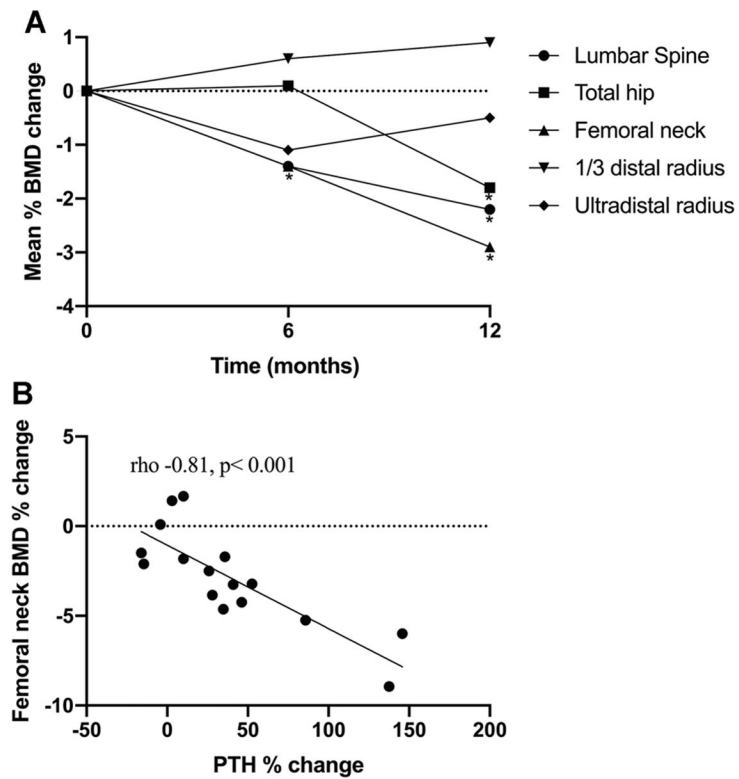 A
1
0
-1
-2
-3
-4
Mean % BMD change
0
6
12
Time (months)
*
*
*
*
Lumbar Spine
Total hip
Femoral neck
1/3 distal radius
Ultradistal radius
B
5
0
-5
-10
Femoral neck BMD % change
rho -0.81, p< 0.001
-50
0
50
100
150
200
PTH % change